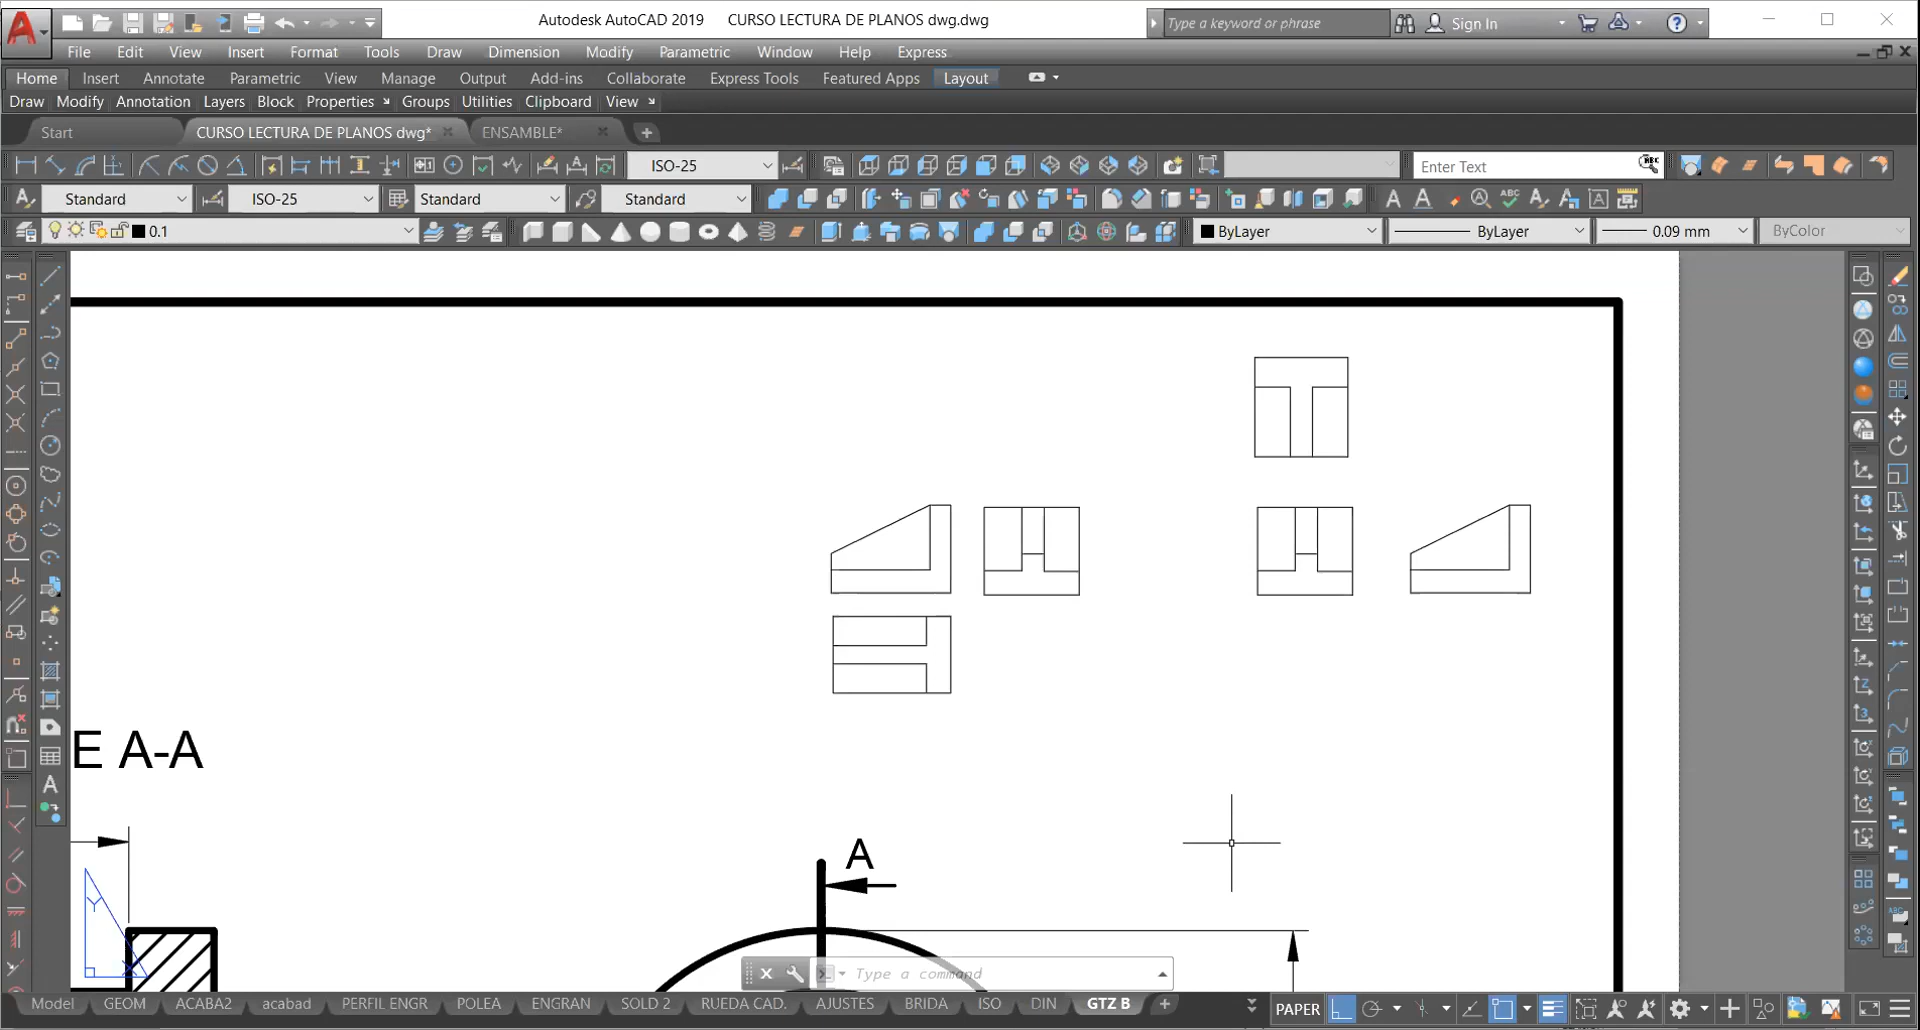 Autodesk AutoCAD 2019 CURSO LECTURA DE PLANOS dwg.dwg
Type a keyword or phrase
Sign In
File Edit View Insert Format Tools Draw Dimension Modify Parametric Window Help Express
Home Insert Annotate Parametric View Manage Output Add-ins Collaborate Express Tools Featured Apps Layout
Draw Modify Annotation Layers Block Properties Groups Utilities Clipboard View
Start CURSO LECTURA DE PLANOS dwg* ENSAMBLE*
ISO-25 Enter Text
Standard ISO-25 Standard Standard
0.1 ByLayer ByLayer 0.09 mm ByColor
E A-A
A
Y
X
Type a command
Model GEOM ACABA2 acabad PERFIL ENGR POLEA ENGRAN SOLD 2 RUEDA CAD. AJUSTES BRIDA ISO DIN GTZ B PAPER